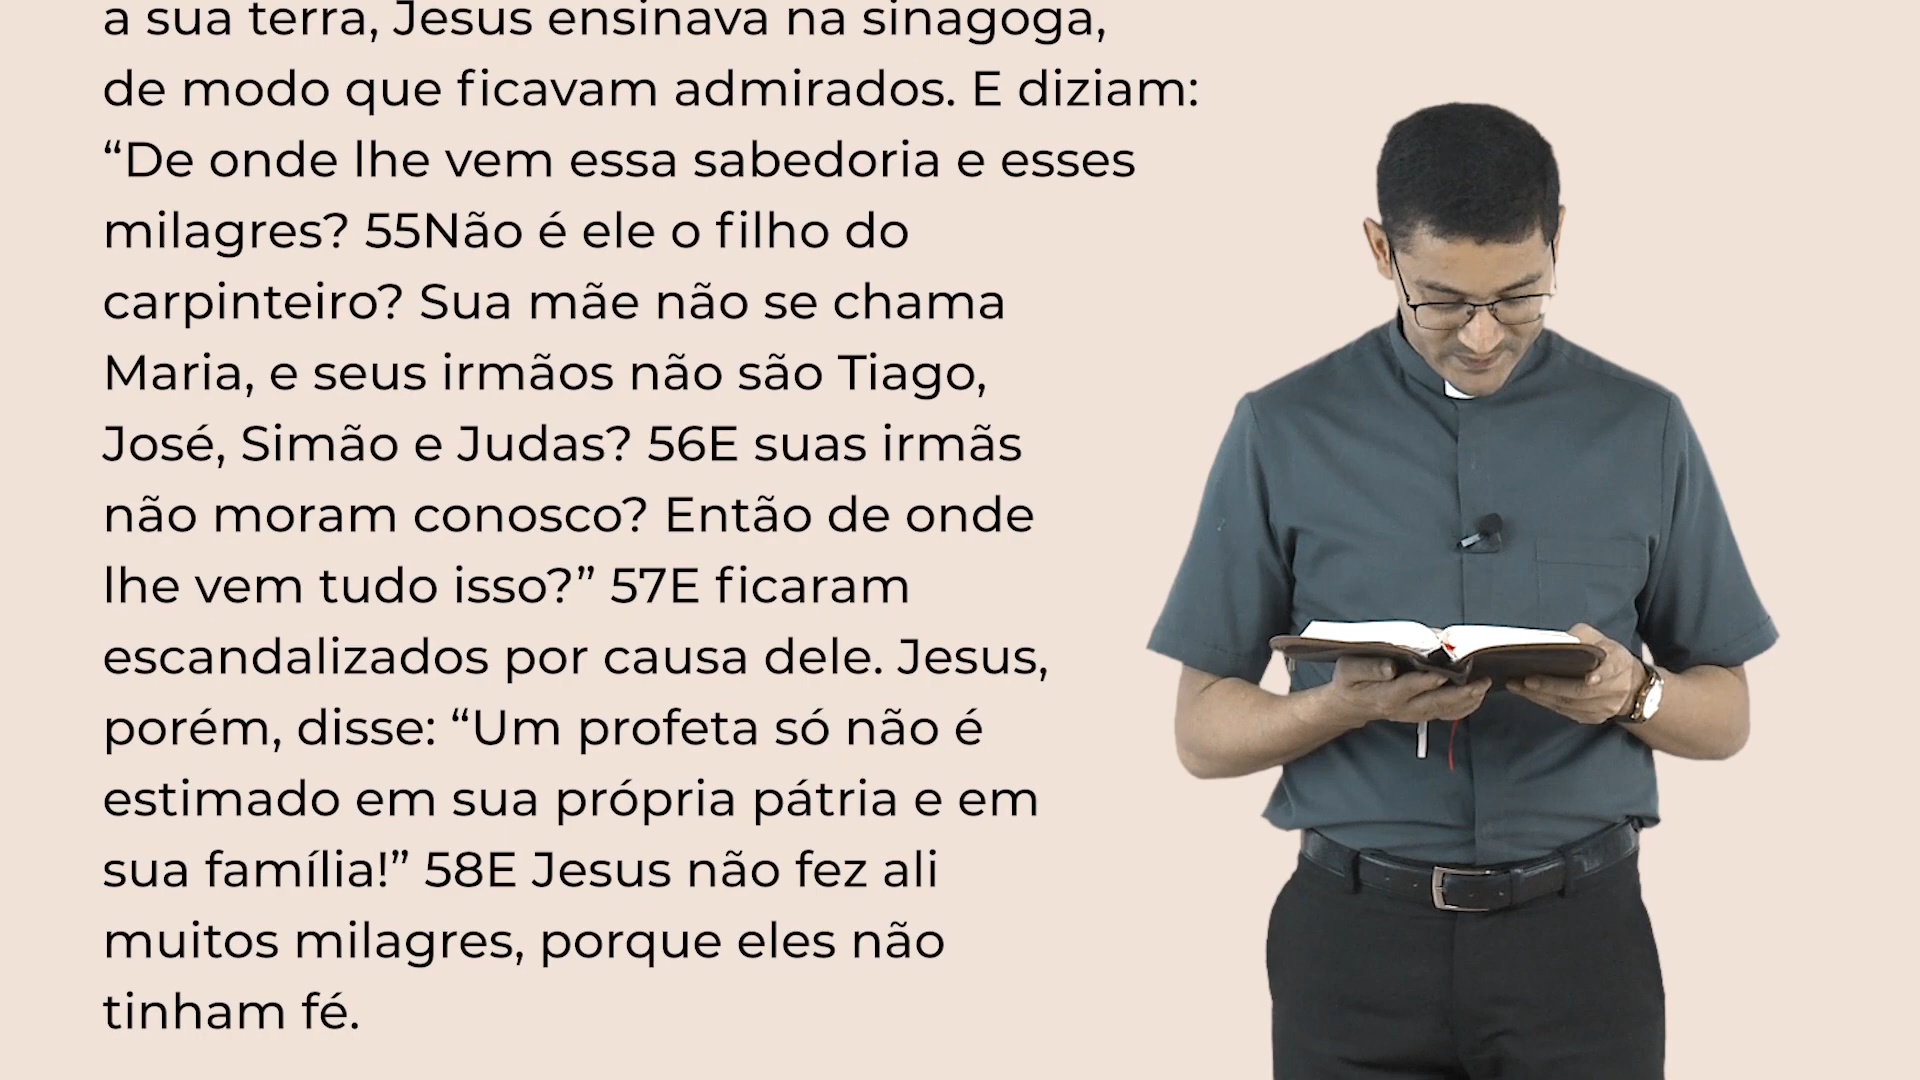 a sua terra, Jesus ensinava na sinagoga,
de modo que ficavam admirados. E diziam:
“De onde lhe vem essa sabedoria e esses
milagres? 55Não é ele o filho do
carpinteiro? Sua mãe não se chama
Maria, e seus irmãos não são Tiago,
José, Simão e Judas? 56E suas irmãs
não moram conosco? Então de onde
lhe vem tudo isso?” 57E ficaram
escandalizados por causa dele. Jesus,
porém, disse: “Um profeta só não é
estimado em sua própria pátria e em
sua família!” 58E Jesus não fez ali
muitos milagres, porque eles não
tinham fé.